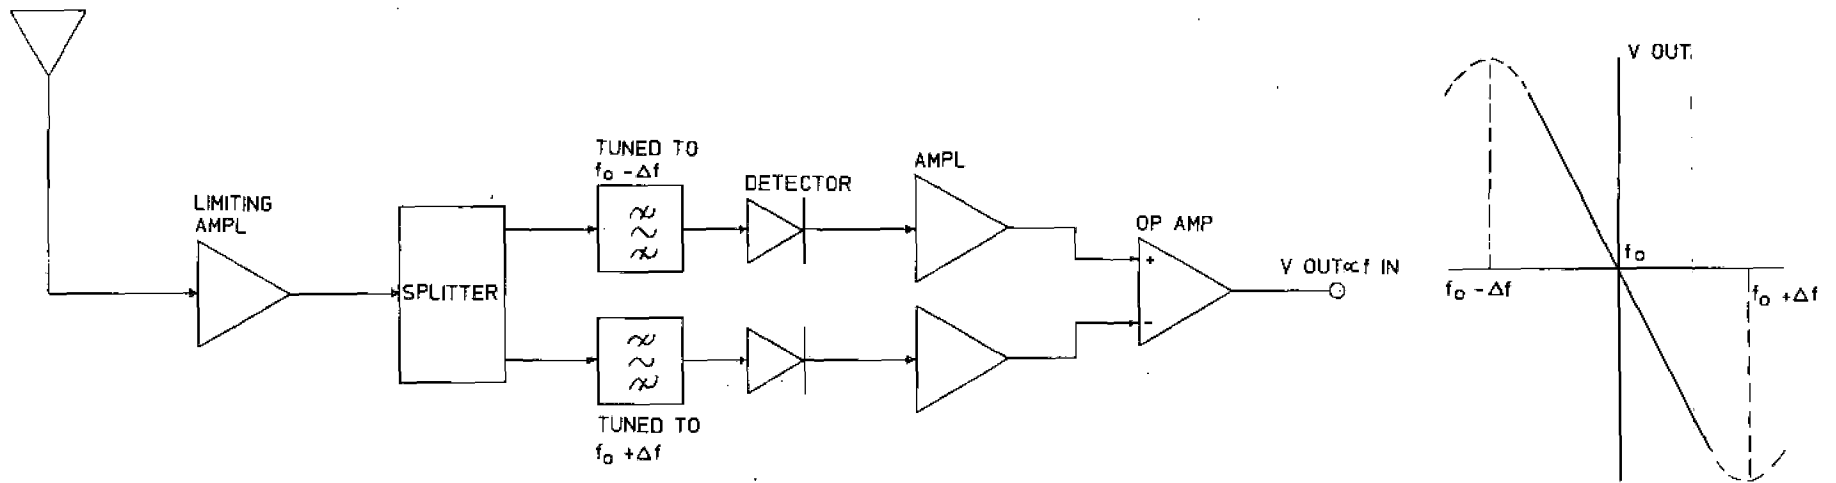 LIMITING
AMPL
SPLITTER
TUNED TO
f₀ -Δf
DETECTOR
AMPL
TUNED TO
f₀ +Δf
OP AMP
+
-
V OUT∝f IN
V OUT
f₀
f₀ -Δf
f₀ +Δf